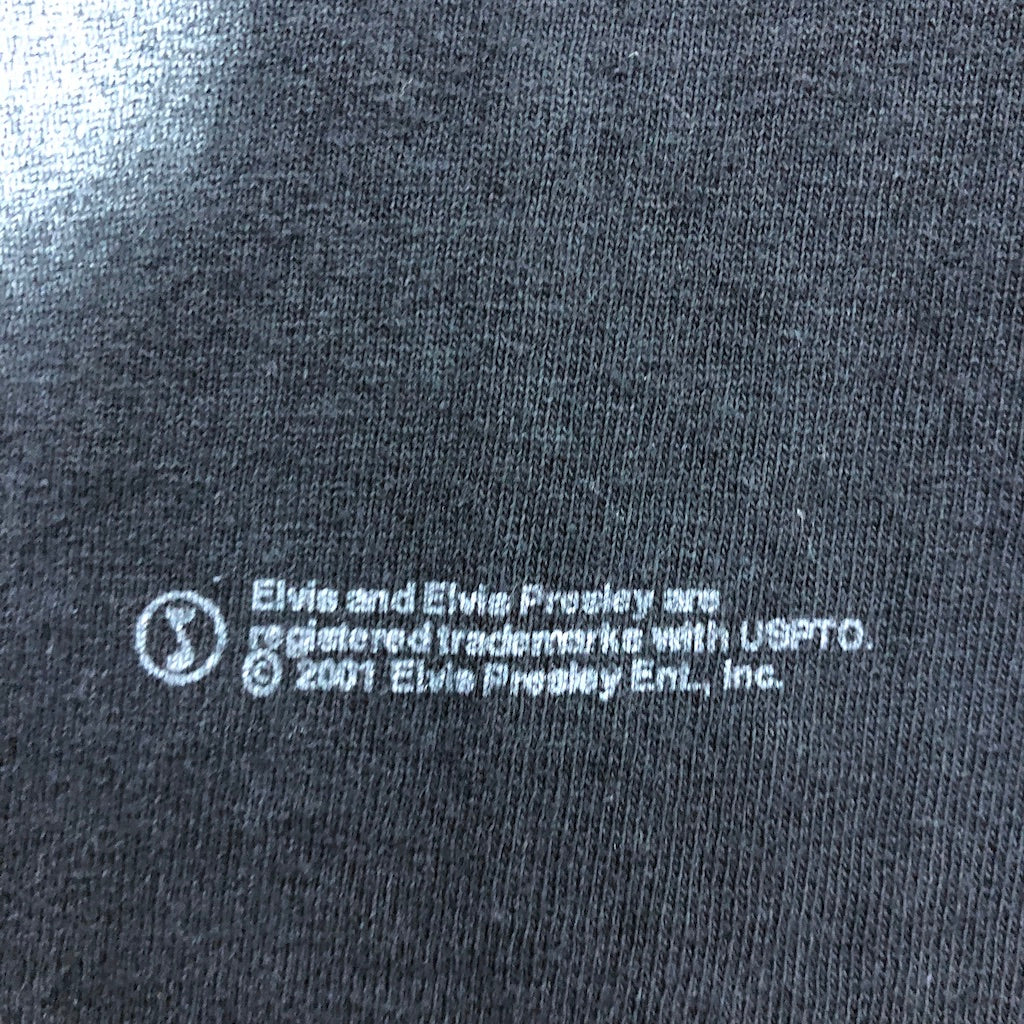 Elvis and Elvis Presley are
registered trademarks with USPTO.
© 2001 Elvis Presley Ent., Inc.